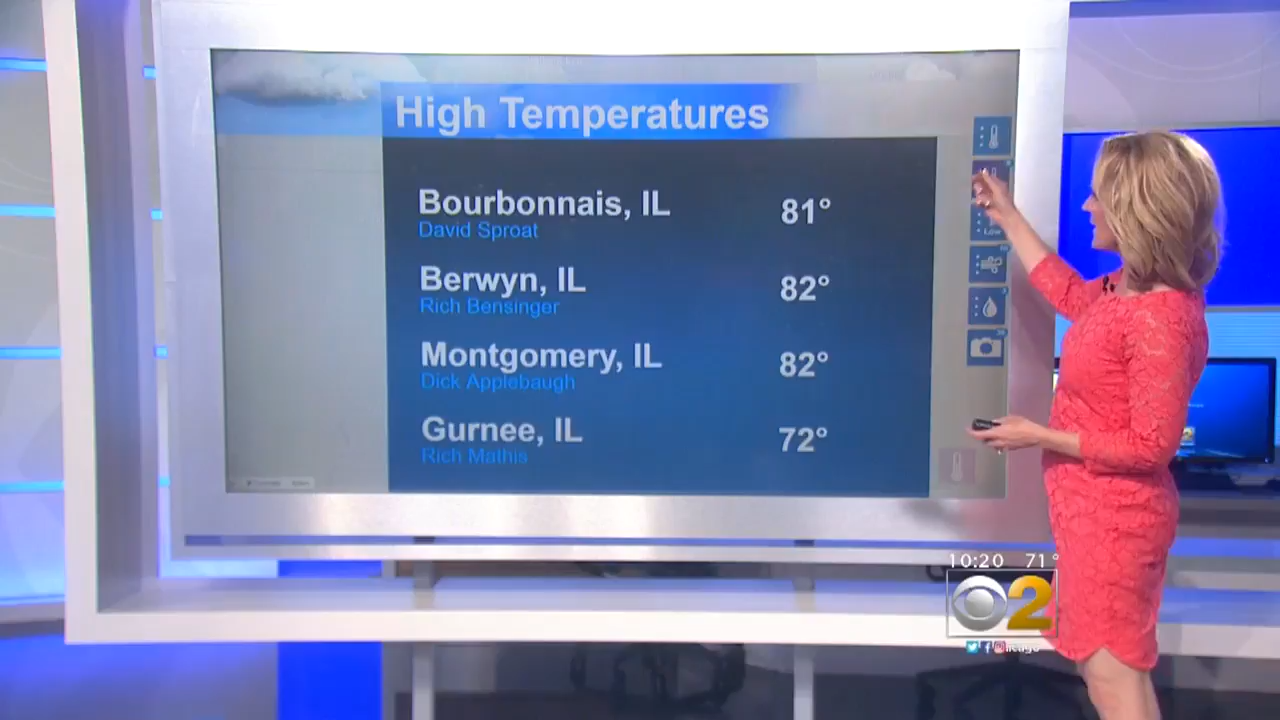 High Temperatures
Bourbonnais, IL 81°
David Sproat
Berwyn, IL 82°
Rich Bensinger
Montgomery, IL 82°
Dick Applebaugh
Gurnee, IL 72°
Rich Mathis
Low
10:20 71°
2